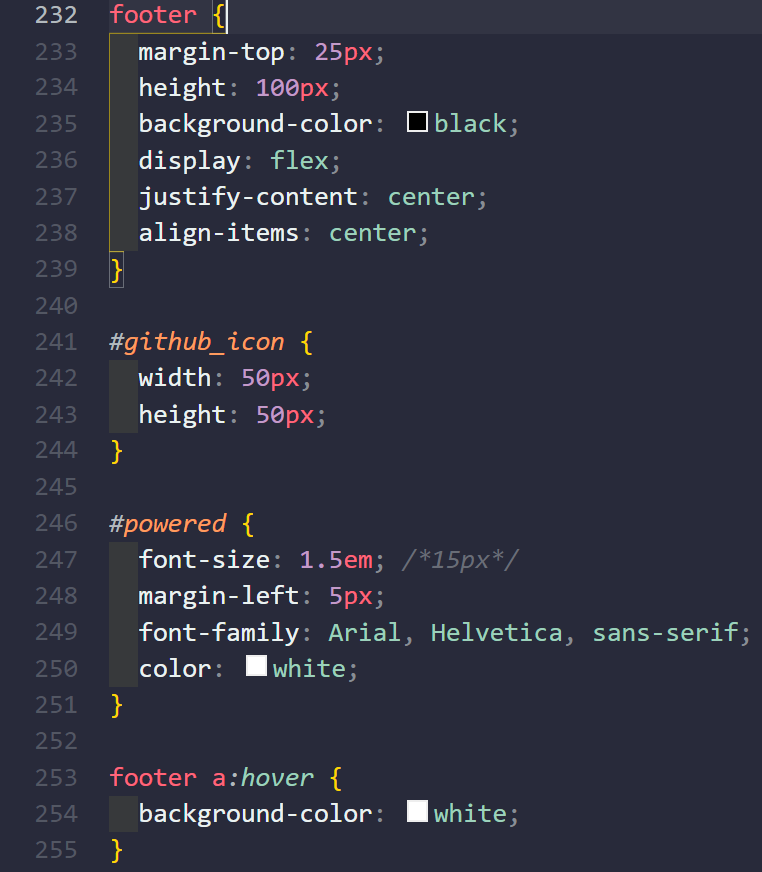 232 footer {
233 margin-top: 25px;
234 height: 100px;
235 background-color: black;
236 display: flex;
237 justify-content: center;
238 align-items: center;
239 }
240
241 #github_icon {
242 width: 50px;
243 height: 50px;
244 }
245
246 #powered {
247 font-size: 1.5em; /*15px*/
248 margin-left: 5px;
249 font-family: Arial, Helvetica, sans-serif;
250 color: white;
251 }
252
253 footer a:hover {
254 background-color: white;
255 }